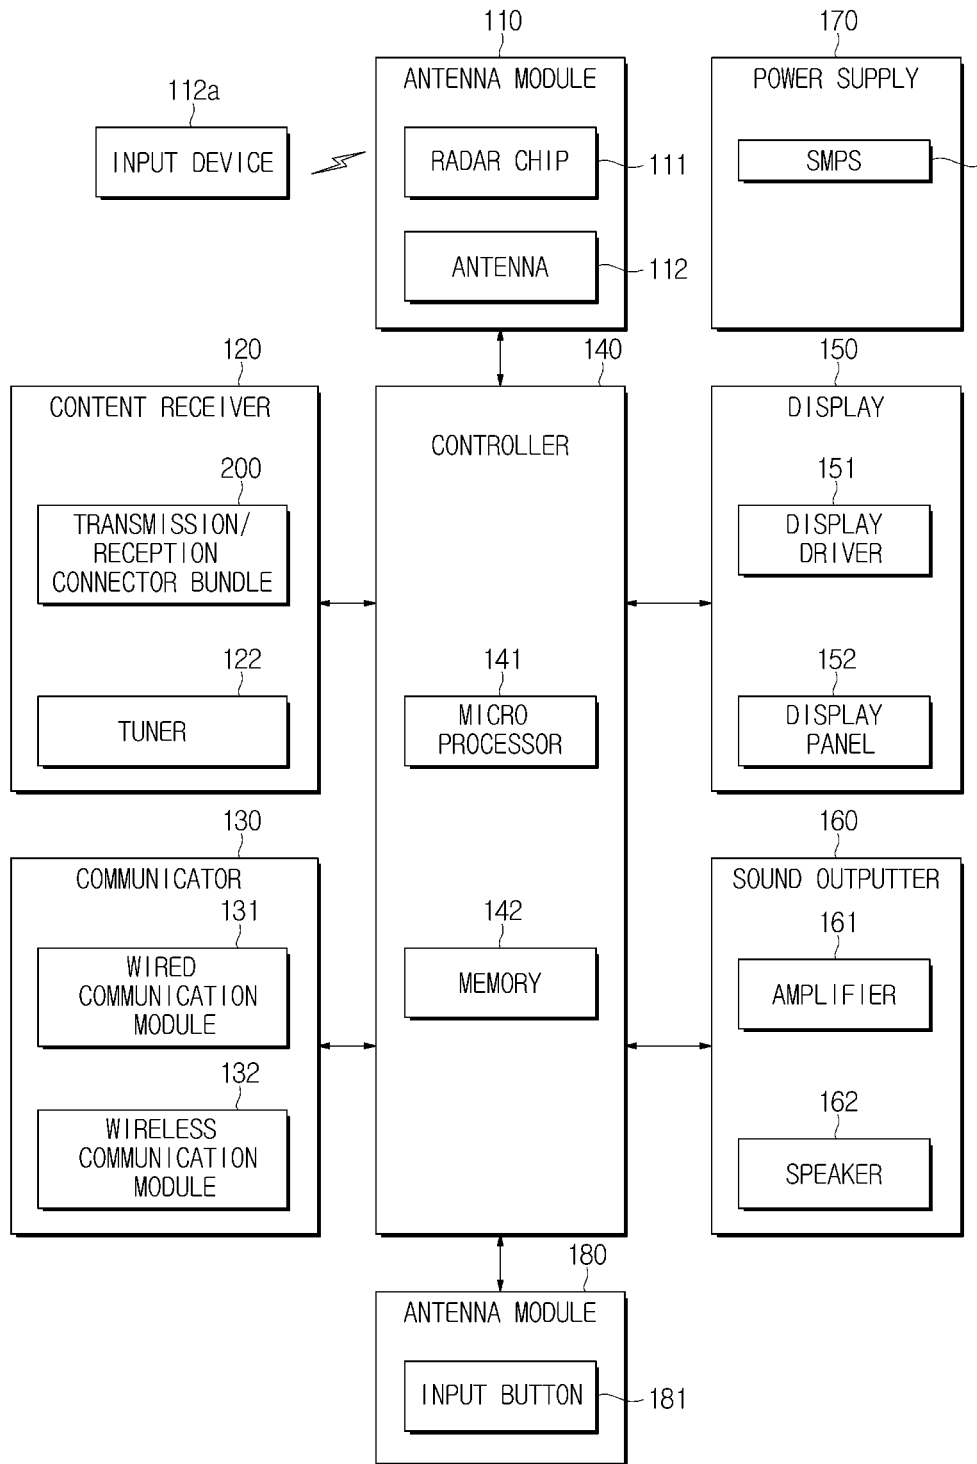 110
170
ANTENNA MODULE
POWER SUPPLY
112a
INPUT DEVICE
RADAR CHIP
111
SMPS
ANTENNA
112
120
140
150
CONTENT RECEIVER
CONTROLLER
DISPLAY
200
TRANSMISSION/
RECEPTION
CONNECTOR BUNDLE
151
DISPLAY
DRIVER
122
TUNER
141
MICRO
PROCESSOR
152
DISPLAY
PANEL
130
160
COMMUNICATOR
SOUND OUTPUTTER
131
WIRED
COMMUNICATION
MODULE
142
MEMORY
161
AMPLIFIER
132
WIRELESS
COMMUNICATION
MODULE
162
SPEAKER
180
ANTENNA MODULE
INPUT BUTTON
181